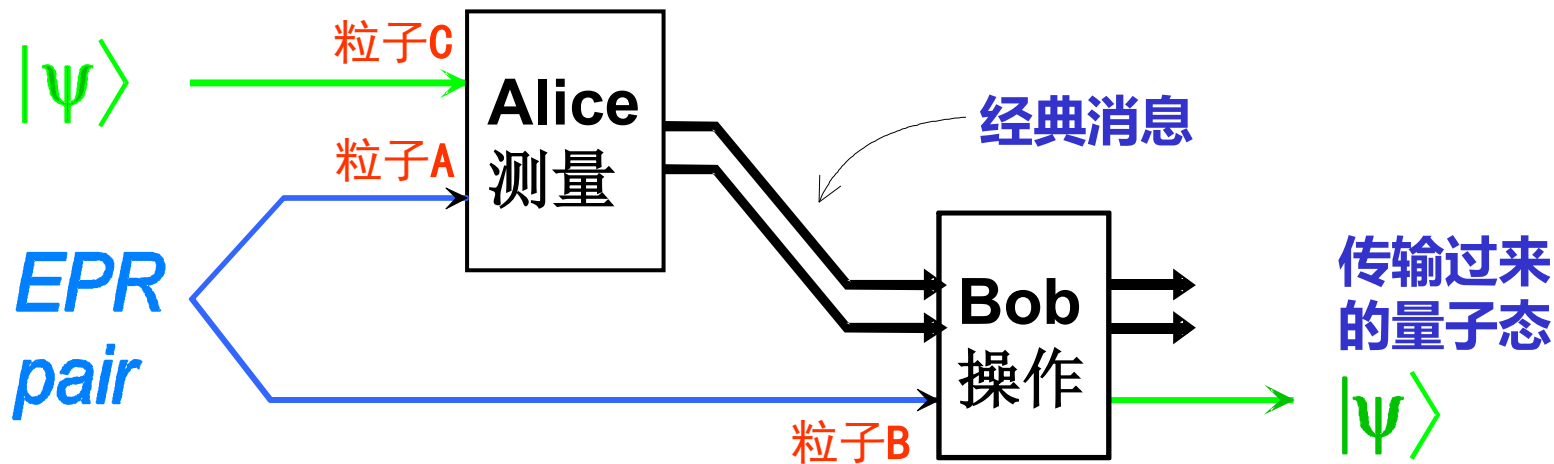 |ψ⟩
粒子C
粒子A
Alice
测量
经典消息
EPR
pair
粒子B
Bob
操作
传输过来
的量子态
|ψ⟩